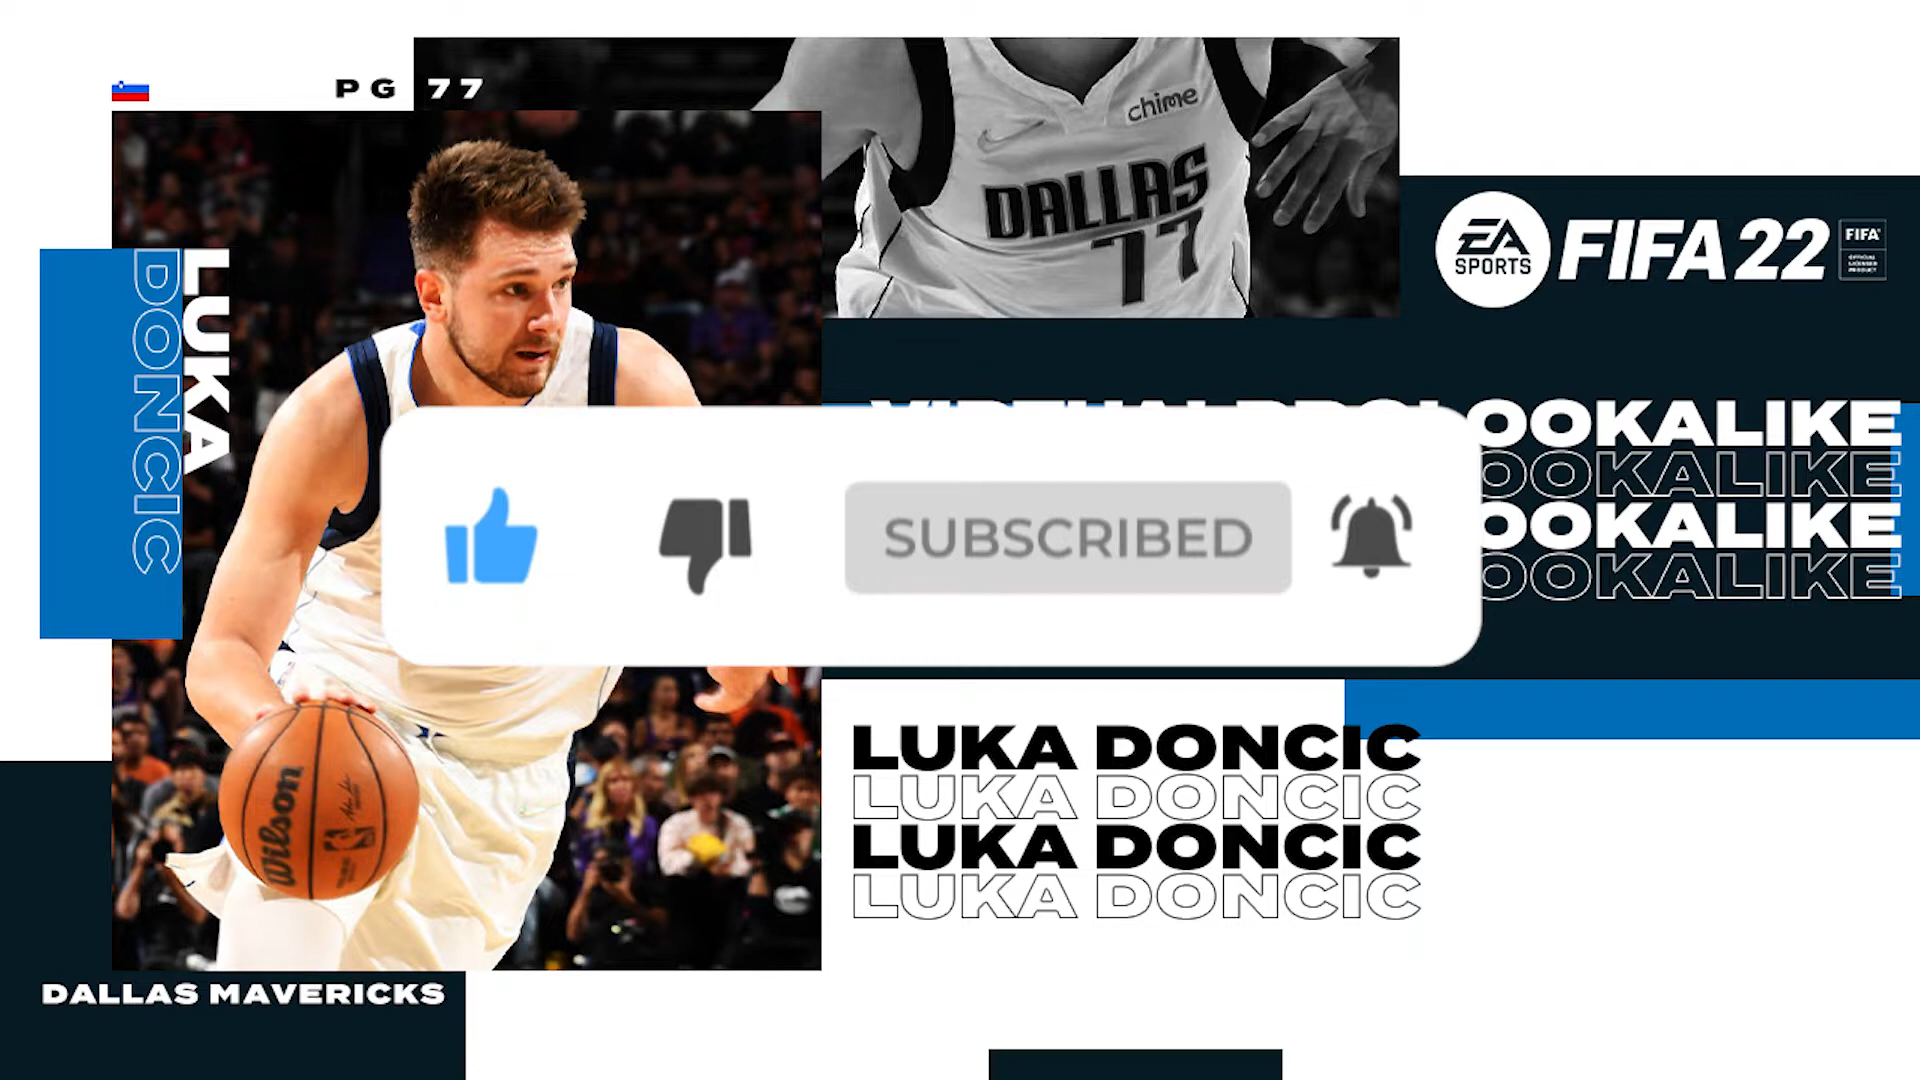 PG 77
chime
DALLAS
77
EA
SPORTS
FIFA 22
FIFA
LUKA
DONCIC
OOKALIKE
OOKALIKE
OOKALIKE
OOKALIKE
SUBSCRIBED
Wilson
LUKA DONCIC
LUKA DONCIC
LUKA DONCIC
LUKA DONCIC
DALLAS MAVERICKS